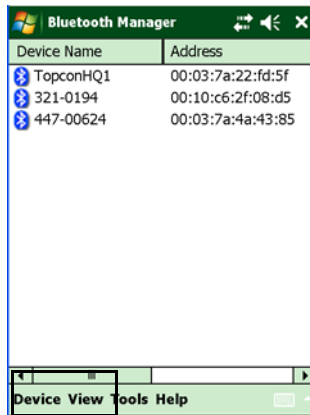 Bluetooth Manager
Device Name Address
TopconHQ1 00:03:7a:22:fd:5f
321-0194 00:10:c6:2f:08:d5
447-00624 00:03:7a:4a:43:85
Device View Tools Help